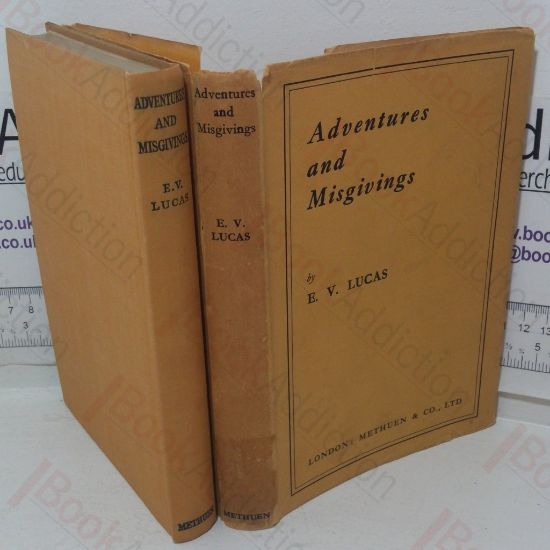 ADVENTURES
AND
MISGIVINGS
E.V.
LUCAS
METHUEN
Adventures
and
Misgivings
E. V.
LUCAS
METHUEN
Adventures
and
Misgivings
by
E. V. LUCAS
LONDON: METHUEN & CO., LTD
BookAddiction